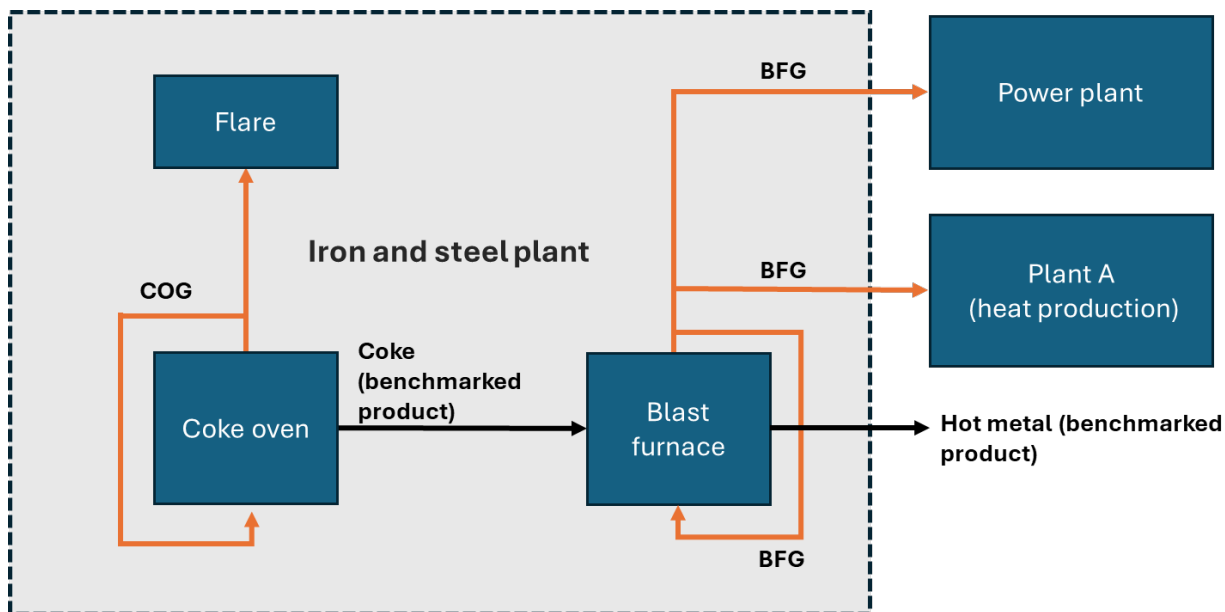 BFG
Power plant
Flare
Iron and steel plant
BFG
Plant A
(heat production)
COG
Coke
(benchmarked
product)
Coke oven
Blast
furnace
Hot metal (benchmarked
product)
BFG